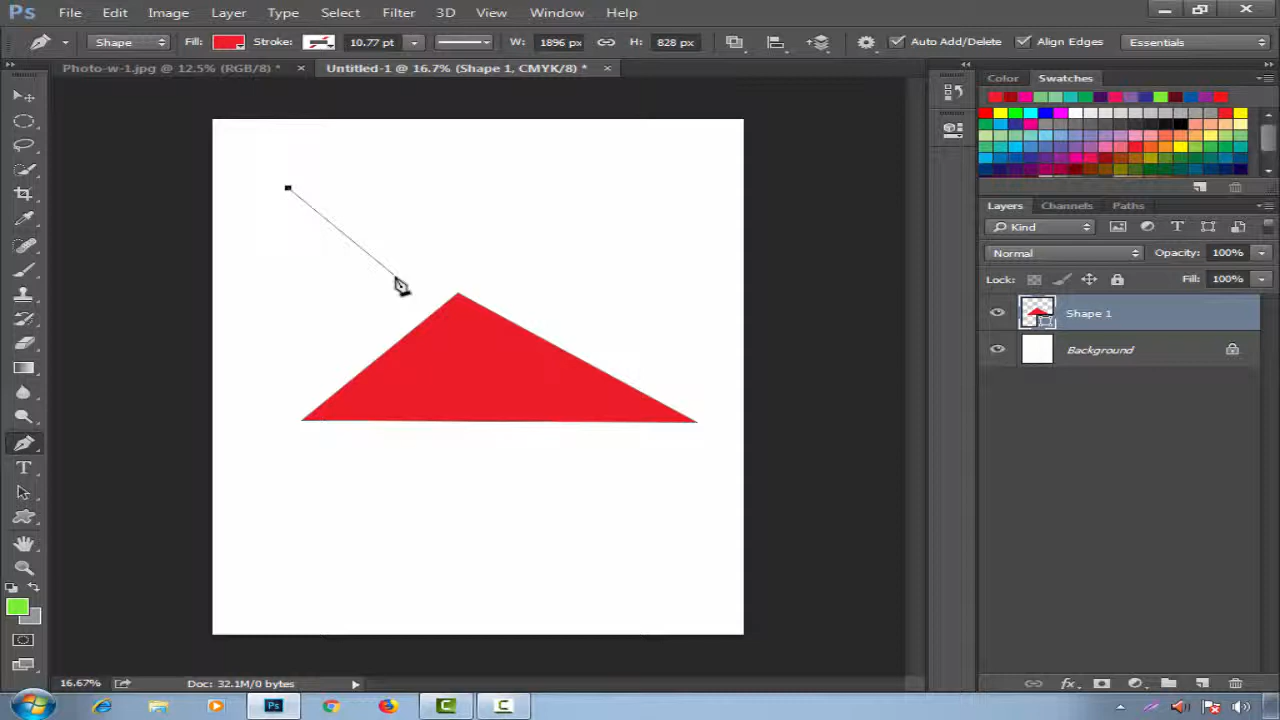 Ps File Edit Image Layer Type Select Filter 3D View Window Help
Shape Fill: Stroke: 10.77 pt W: 1896 px H: 828 px Auto Add/Delete Align Edges Essentials
Photo-w-1.jpg @ 12.5% (RGB/8) * × Untitled-1 @ 16.7% (Shape 1, CMYK/8) * ×
Color Swatches
Layers Channels Paths
Kind
Normal Opacity: 100%
Lock: Fill: 100%
Shape 1
Background
16.67% Doc: 32.1M/0 bytes
Ps